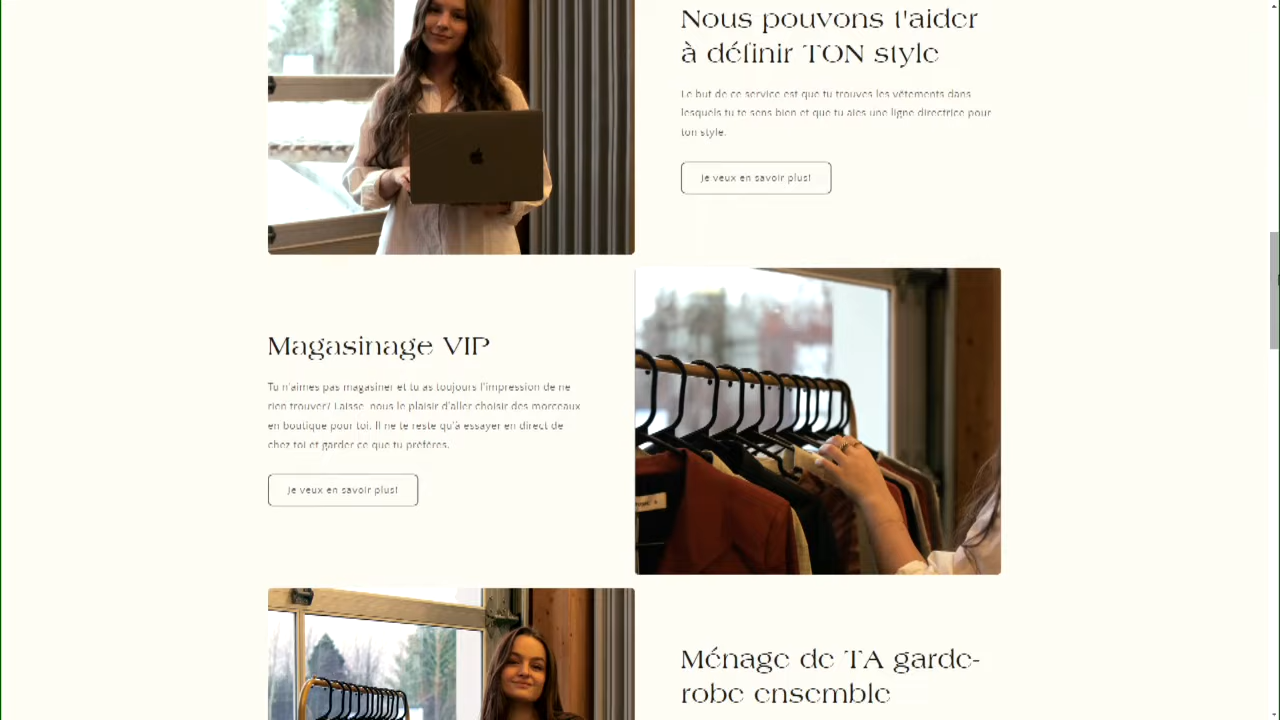 Nous pouvons t'aider
à définir TON style
Le but de ce service est que tu trouves les vêtements dans
lesquels tu te sens bien et que tu aies une ligne directrice pour
ton style.
Je veux en savoir plus!
Magasinage VIP
Tu n'aimes pas magasiner et tu as toujours l'impression de ne
rien trouver? Laisse-nous le plaisir d'aller choisir des morceaux
en boutique pour toi. Il ne te reste qu'à essayer en direct de
chez toi et garder ce que tu préfères.
Je veux en savoir plus!
Ménage de TA garde-
robe ensemble